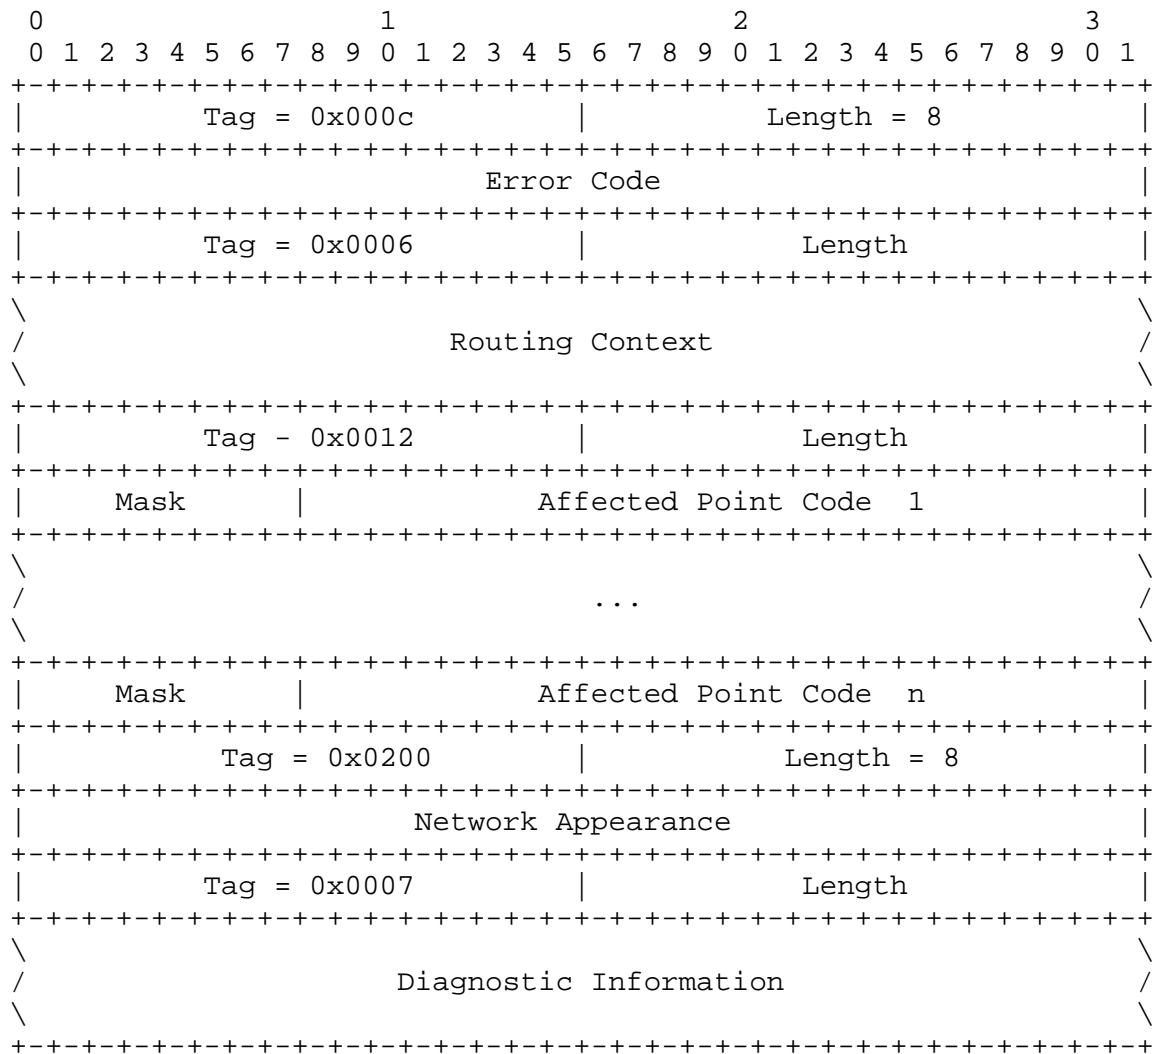 0                   1                   2                   3
 0 1 2 3 4 5 6 7 8 9 0 1 2 3 4 5 6 7 8 9 0 1 2 3 4 5 6 7 8 9 0 1
+-+-+-+-+-+-+-+-+-+-+-+-+-+-+-+-+-+-+-+-+-+-+-+-+-+-+-+-+-+-+-+-+
|          Tag = 0x000c         |          Length = 8           |
+-+-+-+-+-+-+-+-+-+-+-+-+-+-+-+-+-+-+-+-+-+-+-+-+-+-+-+-+-+-+-+-+
|                          Error Code                           |
+-+-+-+-+-+-+-+-+-+-+-+-+-+-+-+-+-+-+-+-+-+-+-+-+-+-+-+-+-+-+-+-+
|          Tag = 0x0006         |            Length             |
+-+-+-+-+-+-+-+-+-+-+-+-+-+-+-+-+-+-+-+-+-+-+-+-+-+-+-+-+-+-+-+-+
\                                                               \
/                        Routing Context                        /
\                                                               \
+-+-+-+-+-+-+-+-+-+-+-+-+-+-+-+-+-+-+-+-+-+-+-+-+-+-+-+-+-+-+-+-+
|          Tag - 0x0012         |            Length             |
+-+-+-+-+-+-+-+-+-+-+-+-+-+-+-+-+-+-+-+-+-+-+-+-+-+-+-+-+-+-+-+-+
|     Mask      |             Affected Point Code  1            |
+-+-+-+-+-+-+-+-+-+-+-+-+-+-+-+-+-+-+-+-+-+-+-+-+-+-+-+-+-+-+-+-+
\                                                               \
/                                ...                            /
\                                                               \
+-+-+-+-+-+-+-+-+-+-+-+-+-+-+-+-+-+-+-+-+-+-+-+-+-+-+-+-+-+-+-+-+
|     Mask      |             Affected Point Code  n            |
+-+-+-+-+-+-+-+-+-+-+-+-+-+-+-+-+-+-+-+-+-+-+-+-+-+-+-+-+-+-+-+-+
|           Tag = 0x0200        |           Length = 8          |
+-+-+-+-+-+-+-+-+-+-+-+-+-+-+-+-+-+-+-+-+-+-+-+-+-+-+-+-+-+-+-+-+
|                      Network Appearance                       |
+-+-+-+-+-+-+-+-+-+-+-+-+-+-+-+-+-+-+-+-+-+-+-+-+-+-+-+-+-+-+-+-+
|          Tag = 0x0007         |            Length             |
+-+-+-+-+-+-+-+-+-+-+-+-+-+-+-+-+-+-+-+-+-+-+-+-+-+-+-+-+-+-+-+-+
\                                                               \
/                     Diagnostic Information                    /
\                                                               \
+-+-+-+-+-+-+-+-+-+-+-+-+-+-+-+-+-+-+-+-+-+-+-+-+-+-+-+-+-+-+-+-+